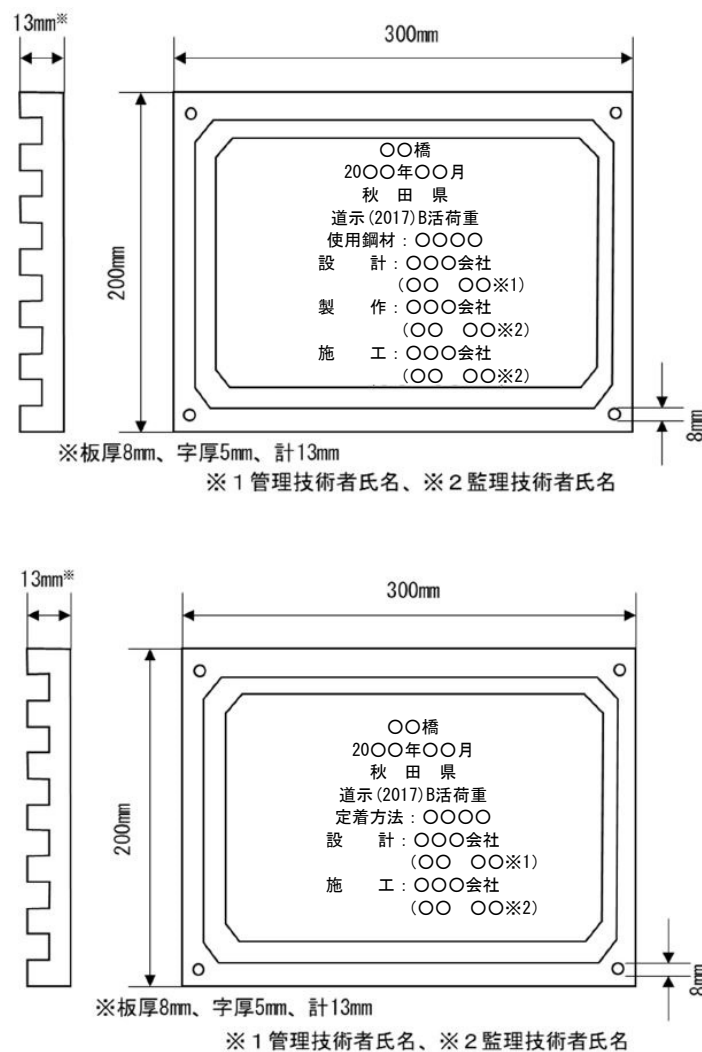 13mm※
300mm
200mm
○○橋
20○○年○○月
秋　田　県
道示(2017)B活荷重
使用鋼材：○○○○
設　　計：○○○会社
(○○　○○※1)
製　　作：○○○会社
(○○　○○※2)
施　　工：○○○会社
(○○　○○※2)
8mm
※板厚8mm、字厚5mm、計13mm
※１管理技術者氏名、※２監理技術者氏名
13mm※
300mm
200mm
○○橋
20○○年○○月
秋　田　県
道示(2017)B活荷重
定着方法：○○○○
設　　計：○○○会社
(○○　○○※1)
施　　工：○○○会社
(○○　○○※2)
8mm
※板厚8mm、字厚5mm、計13mm
※１管理技術者氏名、※２監理技術者氏名